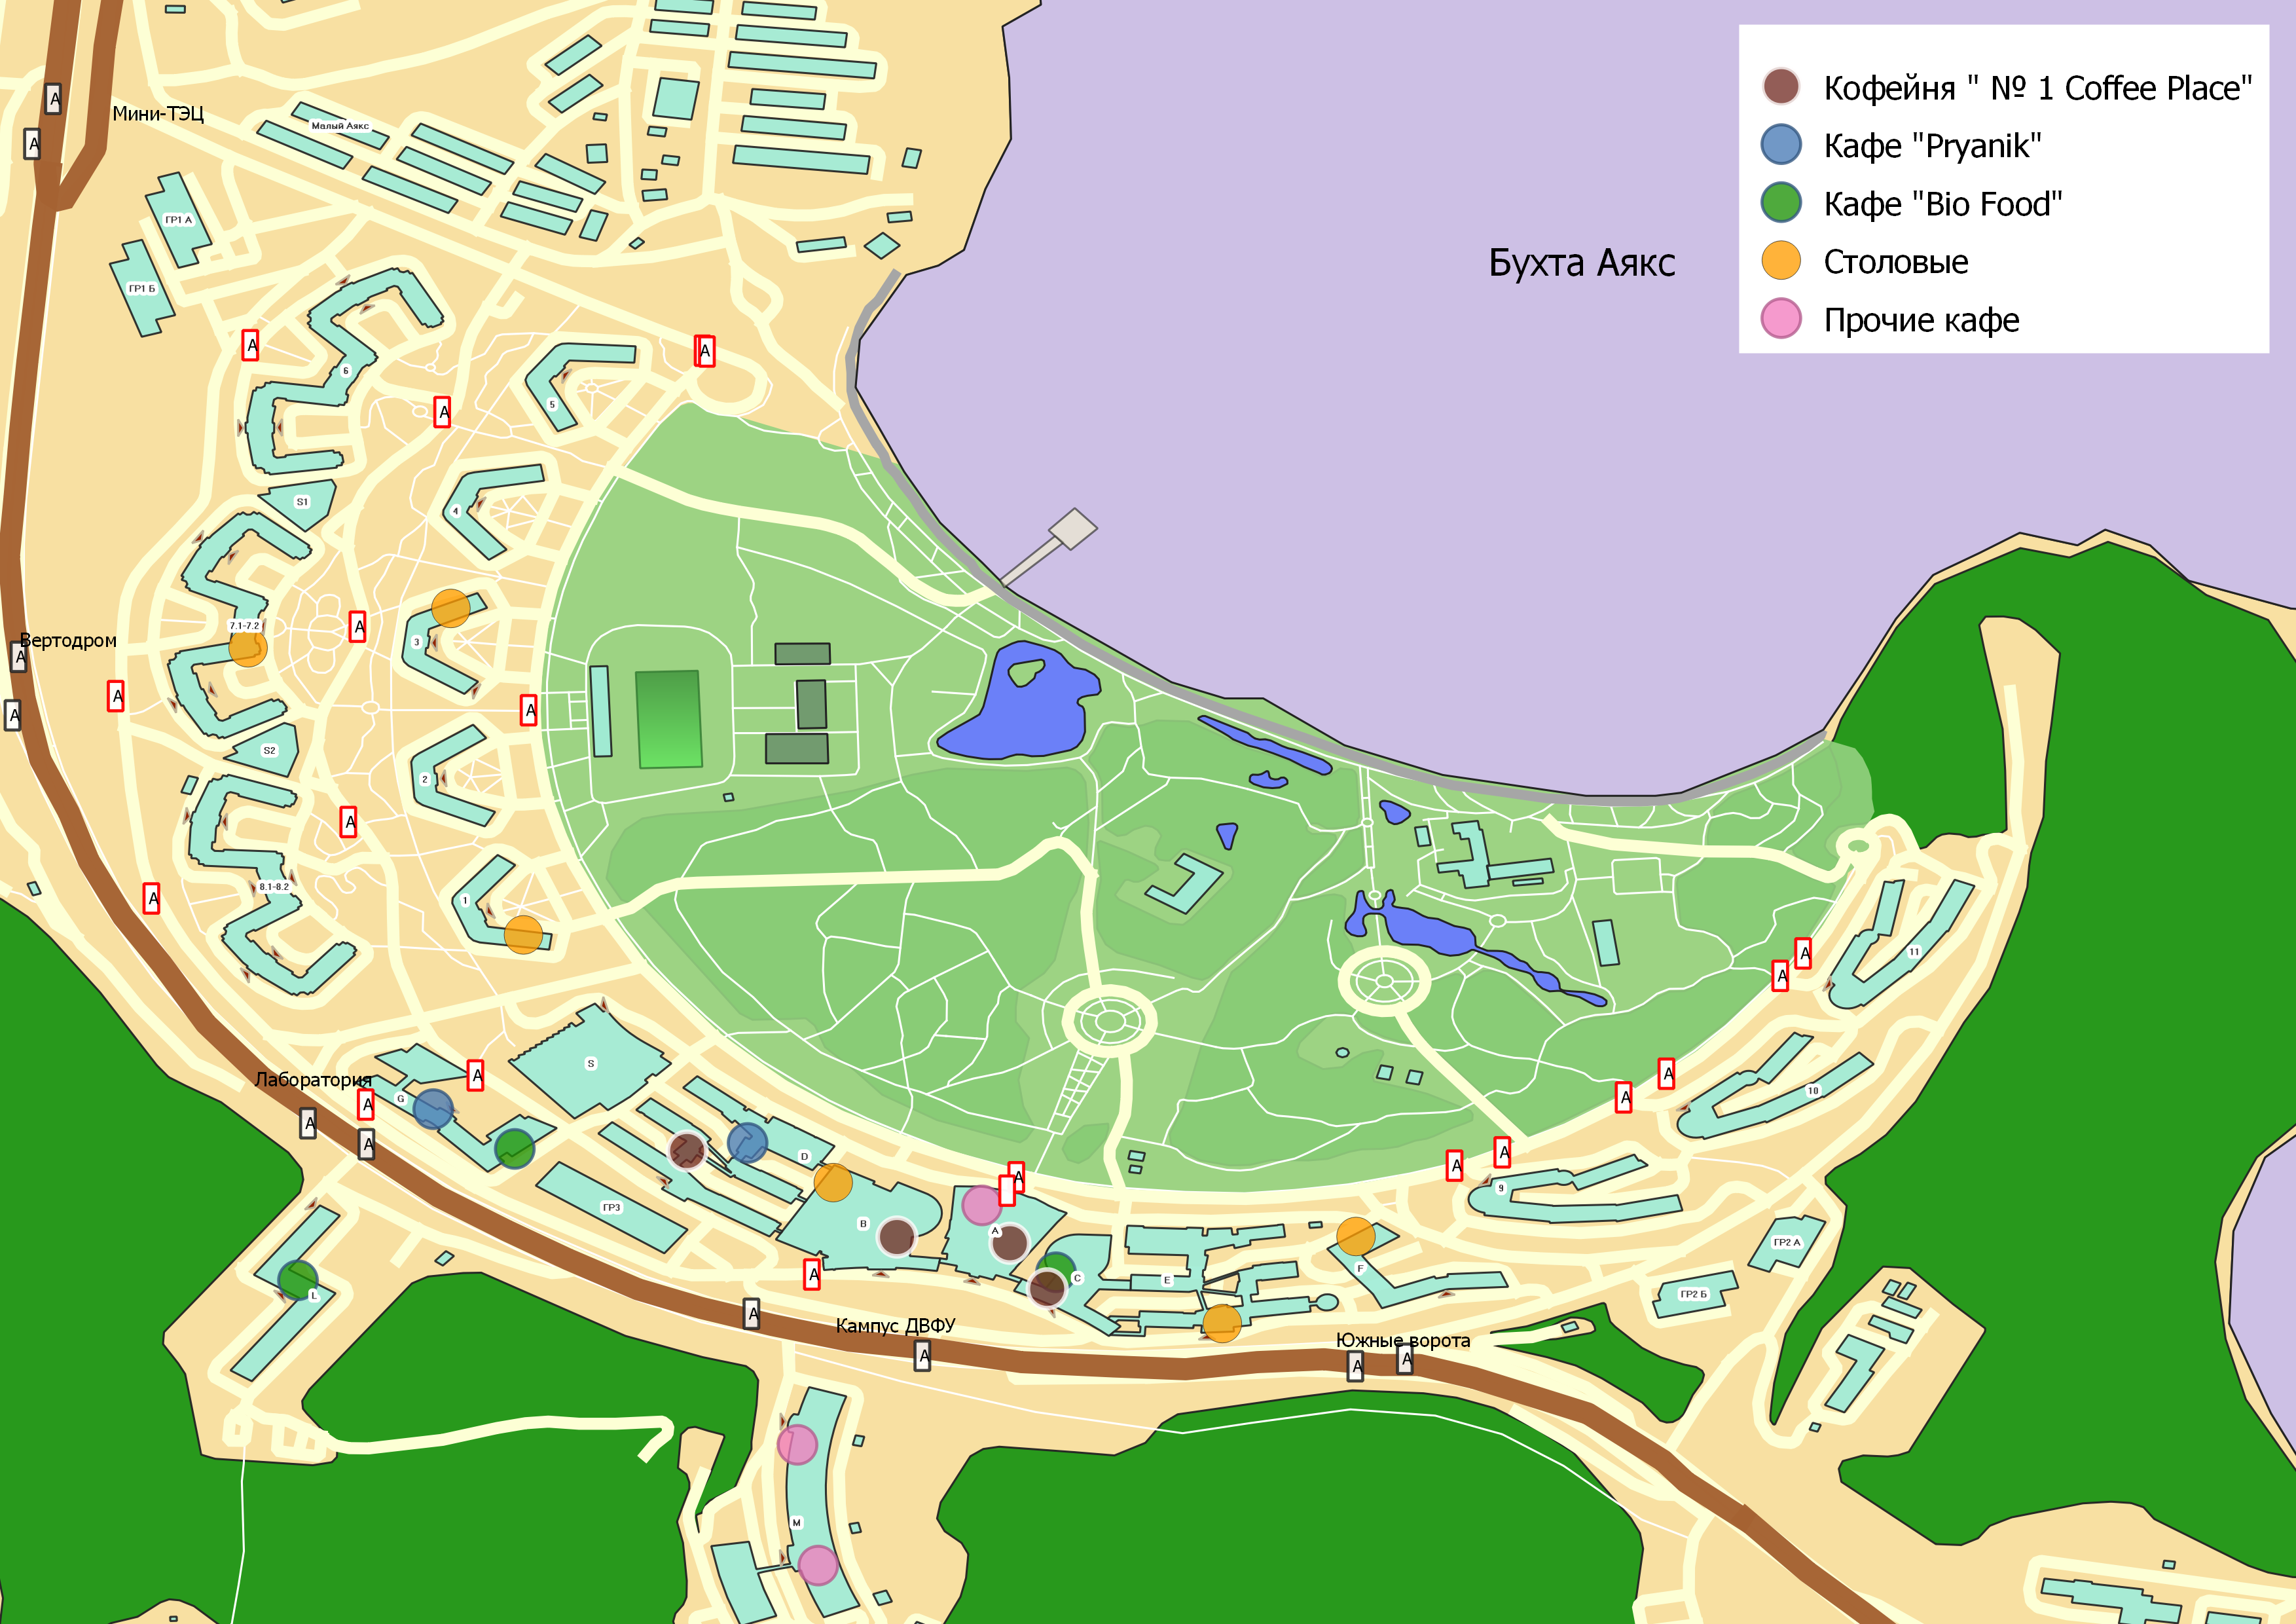 Кофейня " № 1 Coffee Place"
Кафе "Pryanik"
Кафе "Bio Food"
Столовые
Прочие кафе
Бухта Аякс
A
Мини-ТЭЦ
Малый Аякс
A
ГР1 А
ГР1 Б
A
A
6
5
A
S1
4
7.1-7.2
A
3
Вертодром
A
A
A
A
S2
2
A
8.1-8.2
A
1
11
A
A
S
A
A
Лаборатория
G
A
A
10
A
A
D
A
A
9
A
ГР3
B
A
ГР2 А
L
A
C
E
F
ГР2 Б
A
Кампус ДВФУ
A
Южные ворота
A
A
M